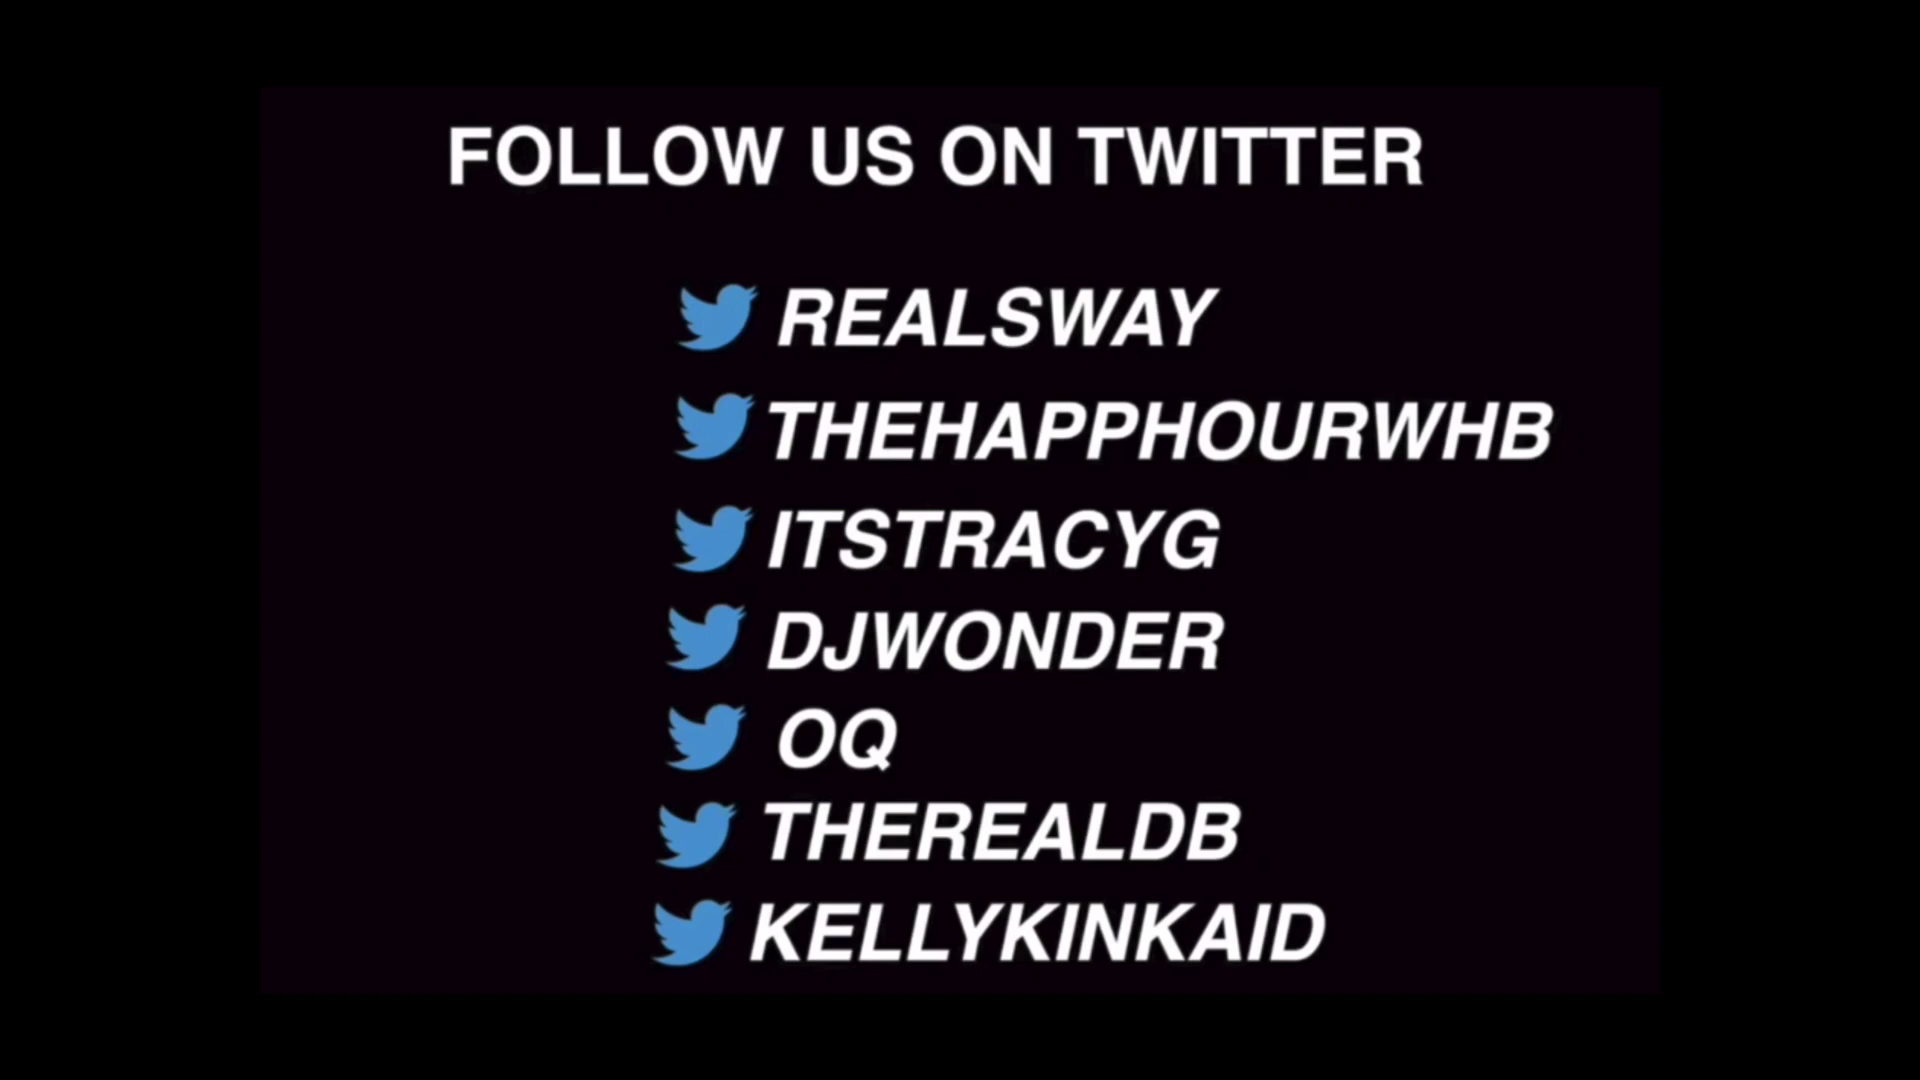 FOLLOW US ON TWITTER
REALSWAY
THEHAPPHOURWHB
ITSTRACYG
DJWONDER
OQ
THEREALDB
KELLYKINKAID